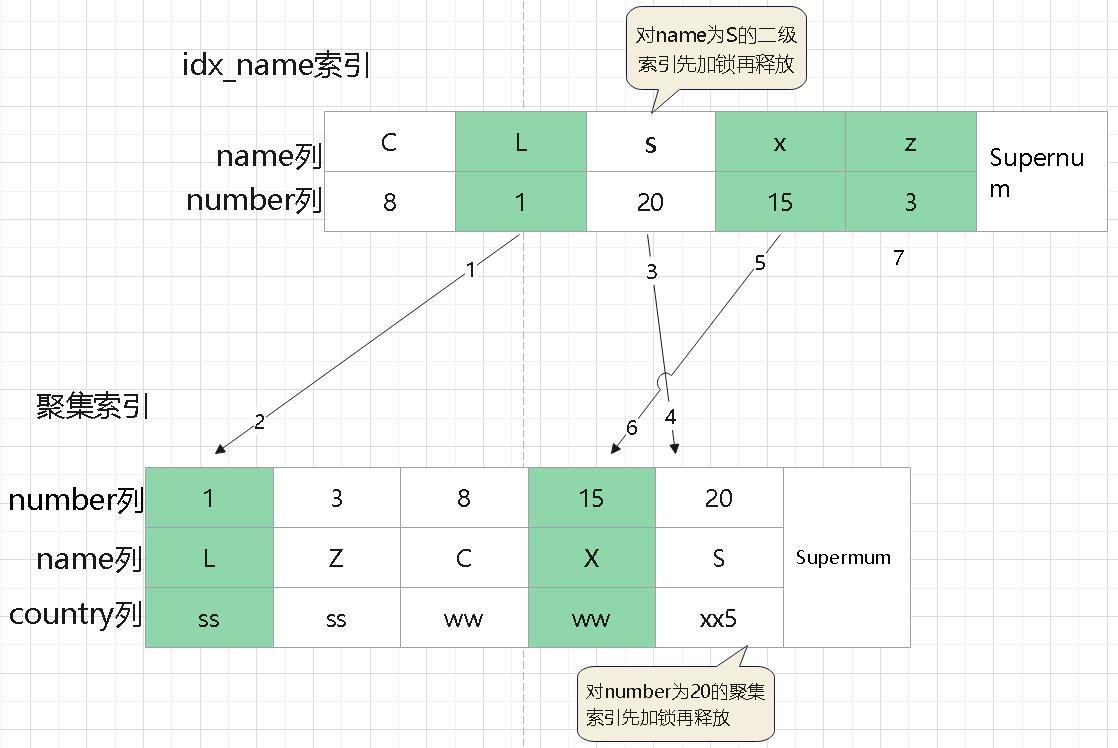 对name为S的二级
索引先加锁再释放
idx_name索引
name列 C L s x z
Supernu
m
number列 8 1 20 15 3
1 3 5 7
聚集索引
2 6 4
number列 1 3 8 15 20
name列 L Z C X S Supermum
country列 ss ss ww ww xx5
对number为20的聚集
索引先加锁再释放